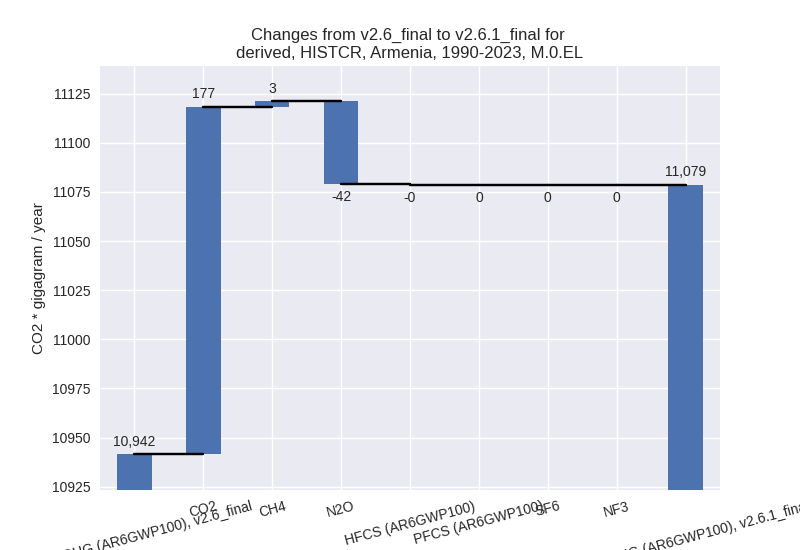 Changes from v2.6_final to v2.6.1_final for
derived, HISTCR, Armenia, 1990-2023, M.0.EL
CO2 * gigagram / year
11125
11100
11075
11050
11025
11000
10975
10950
10925
10,942
177
3
-42
-0
0
0
0
11,079
(AR6GWP100), v2.6_final
CO2
CH4
N2O
HFCS (AR6GWP100)
PFCS (AR6GWP100)
SF6
NF3
(AR6GWP100), v2.6.1_fina